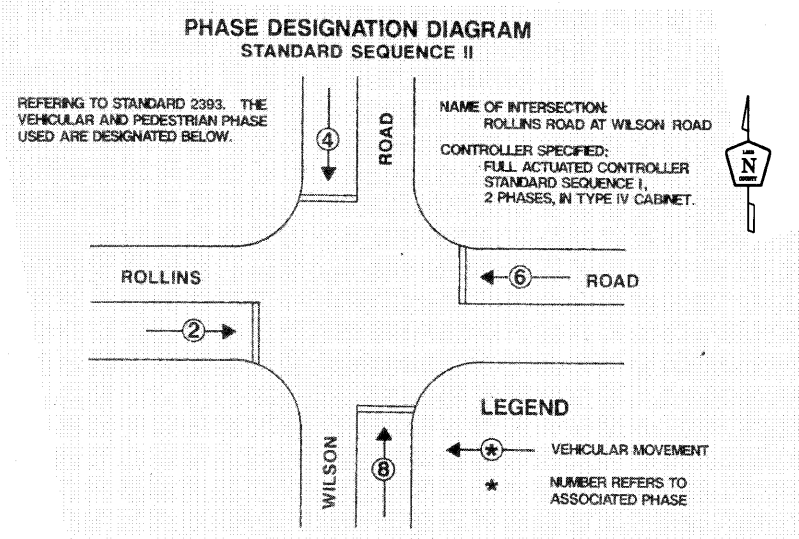 PHASE DESIGNATION DIAGRAM
STANDARD SEQUENCE II
REFERING TO STANDARD 2393. THE
VEHICULAR AND PEDESTRIAN PHASE
USED ARE DESIGNATED BELOW.
NAME OF INTERSECTION:
ROLLINS ROAD AT WILSON ROAD
CONTROLLER SPECIFIED:
FULL ACTUATED CONTROLLER
STANDARD SEQUENCE I,
2 PHASES, IN TYPE IV CABINET.
LAKE
N
COUNTY
4
ROAD
ROLLINS
6
ROAD
2
WILSON
8
LEGEND
* VEHICULAR MOVEMENT
* NUMBER REFERS TO
ASSOCIATED PHASE